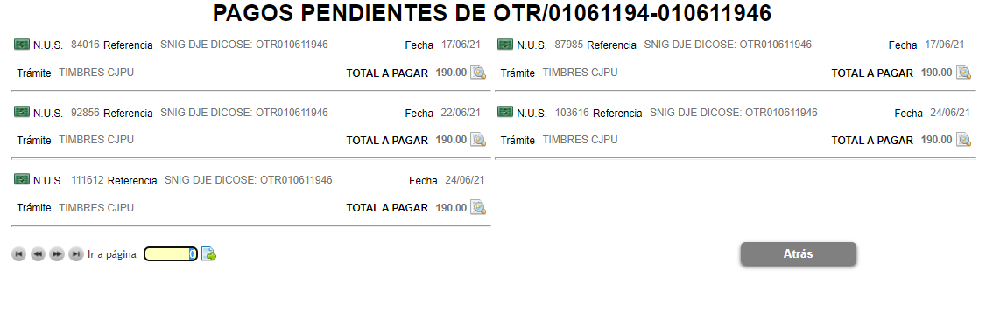 PAGOS PENDIENTES DE OTR/01061194-010611946
N.U.S. 84016 Referencia SNIG DJE DICOSE: OTR010611946 Fecha 17/06/21
Trámite TIMBRES CJPU TOTAL A PAGAR 190.00
N.U.S. 87985 Referencia SNIG DJE DICOSE: OTR010611946 Fecha 17/06/21
Trámite TIMBRES CJPU TOTAL A PAGAR 190.00
N.U.S. 92856 Referencia SNIG DJE DICOSE: OTR010611946 Fecha 22/06/21
Trámite TIMBRES CJPU TOTAL A PAGAR 190.00
N.U.S. 103616 Referencia SNIG DJE DICOSE: OTR010611946 Fecha 24/06/21
Trámite TIMBRES CJPU TOTAL A PAGAR 190.00
N.U.S. 111612 Referencia SNIG DJE DICOSE: OTR010611946 Fecha 24/06/21
Trámite TIMBRES CJPU TOTAL A PAGAR 190.00
Ir a página 0
Atrás